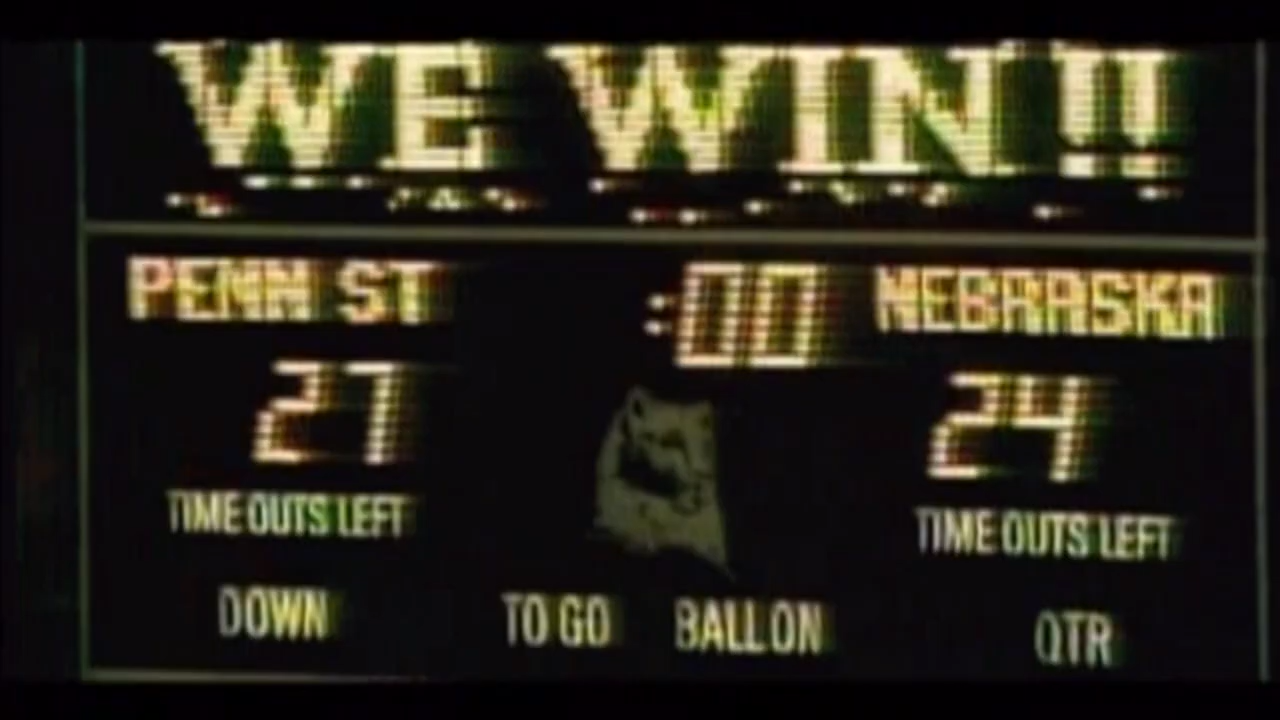 WE WIN!!
PENN ST :00 NEBRASKA
27 24
TIME OUTS LEFT TIME OUTS LEFT
DOWN TO GO BALL ON QTR